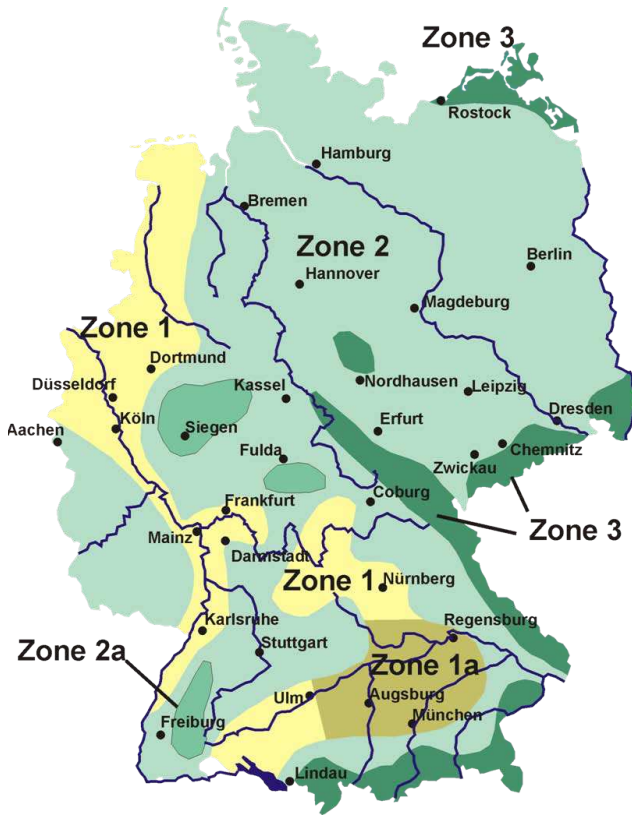 Zone 3
Rostock
Hamburg
Bremen
Zone 2
Berlin
Hannover
Magdeburg
Zone 1
Dortmund
Düsseldorf
Kassel
Nordhausen
Leipzig
Köln
Siegen
Erfurt
Dresden
Aachen
Chemnitz
Fulda
Zwickau
Coburg
Frankfurt
Zone 3
Mainz
Darmstadt
Zone 1
Nürnberg
Karlsruhe
Regensburg
Stuttgart
Zone 2a
Zone 1a
Ulm
Augsburg
Freiburg
München
Lindau